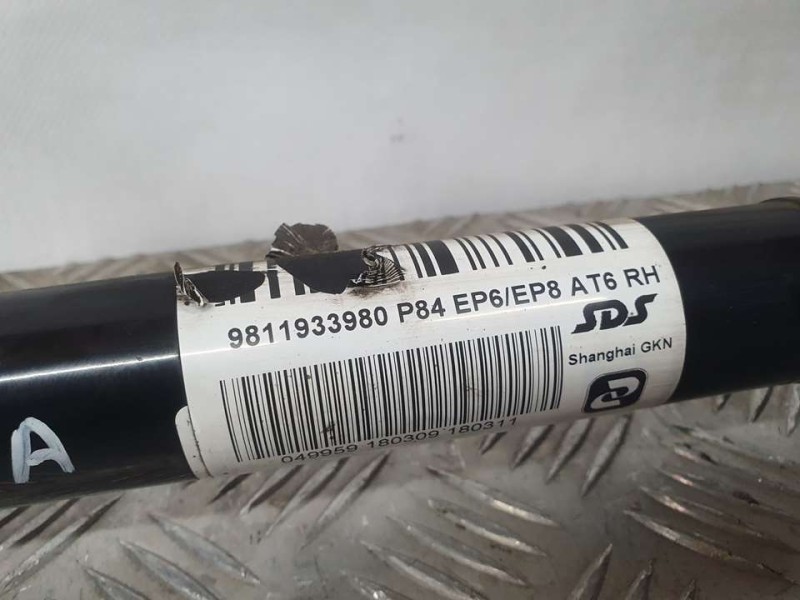 9811933980 P84 EP6/EP8 AT6 RH
SDS
Shanghai GKN
049959 180309 180311
A